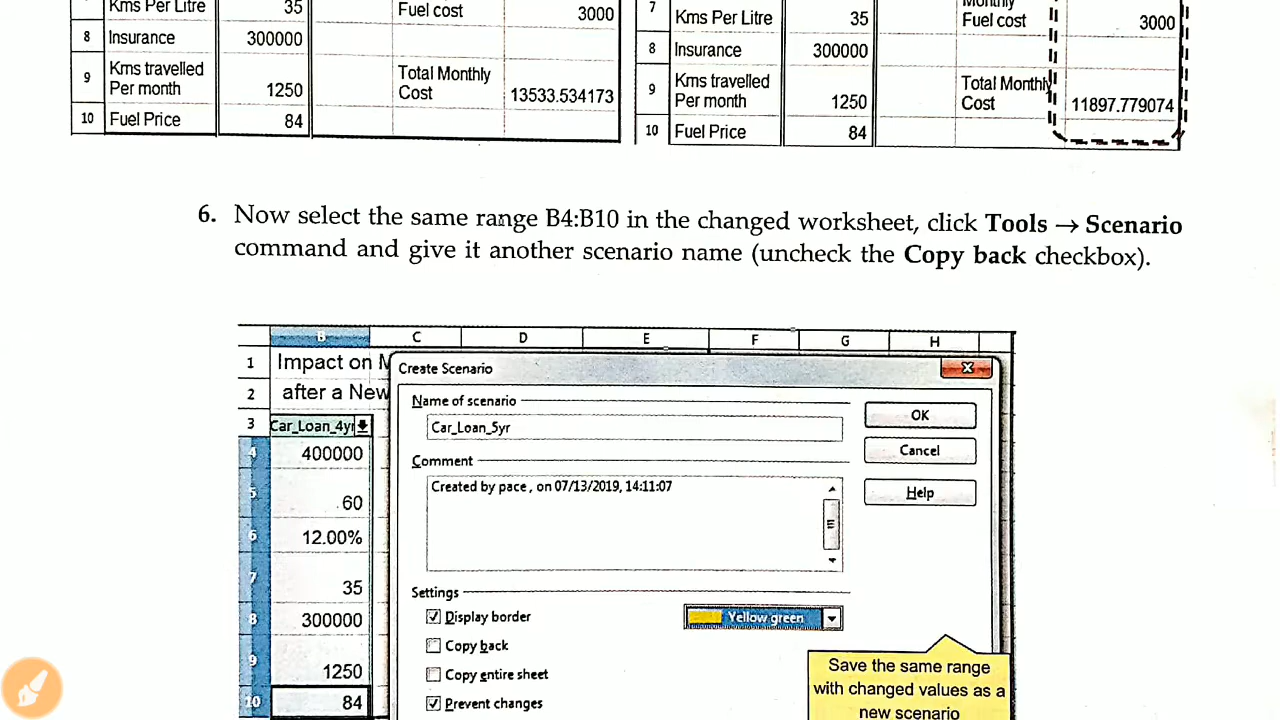 Kms Per Litre 35 Fuel cost 3000
8 Insurance 300000
9 Kms travelled Per month 1250 Total Monthly Cost 13533.534173
10 Fuel Price 84
7 Kms Per Litre 35 Monthly Fuel cost 3000
8 Insurance 300000
9 Kms travelled Per month 1250 Total Monthly Cost 11897.779074
10 Fuel Price 84
6. Now select the same range B4:B10 in the changed worksheet, click Tools → Scenario
command and give it another scenario name (uncheck the Copy back checkbox).
B C D E F G H
1 Impact on M
2 after a New
3 Car_Loan_4yr
4 400000
5 60
6 12.00%
7 35
8 300000
9 1250
10 84
Create Scenario
Name of scenario
Car_Loan_5yr
OK
Cancel
Help
Comment
Created by pace , on 07/13/2019, 14:11:07
Settings
Display border Yellow green
Copy back
Copy entire sheet
Prevent changes
Save the same range
with changed values as a
new scenario